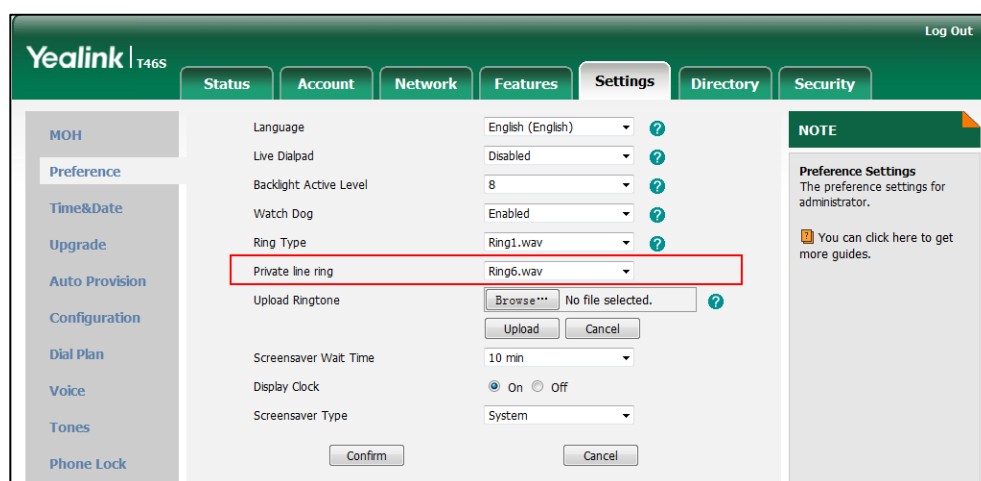 Log Out
Yealink | T46S
Status Account Network Features Settings Directory Security
MOH
Preference
Time&Date
Upgrade
Auto Provision
Configuration
Dial Plan
Voice
Tones
Phone Lock
Language English (English) ?
Live Dialpad Disabled ?
Backlight Active Level 8 ?
Watch Dog Enabled ?
Ring Type Ring1.wav ?
Private line ring Ring6.wav
Upload Ringtone Browse... No file selected. ?
Upload Cancel
Screensaver Wait Time 10 min
Display Clock On Off
Screensaver Type System
Confirm Cancel
NOTE
Preference Settings
The preference settings for
administrator.
? You can click here to get
more guides.